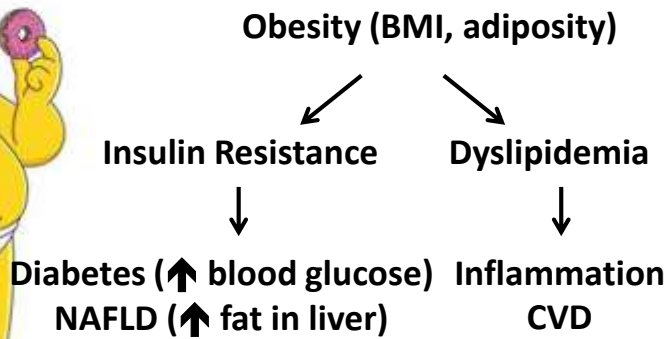 Obesity (BMI, adiposity)
Insulin Resistance Dyslipidemia
Diabetes (↑ blood glucose) Inflammation
NAFLD (↑ fat in liver) CVD